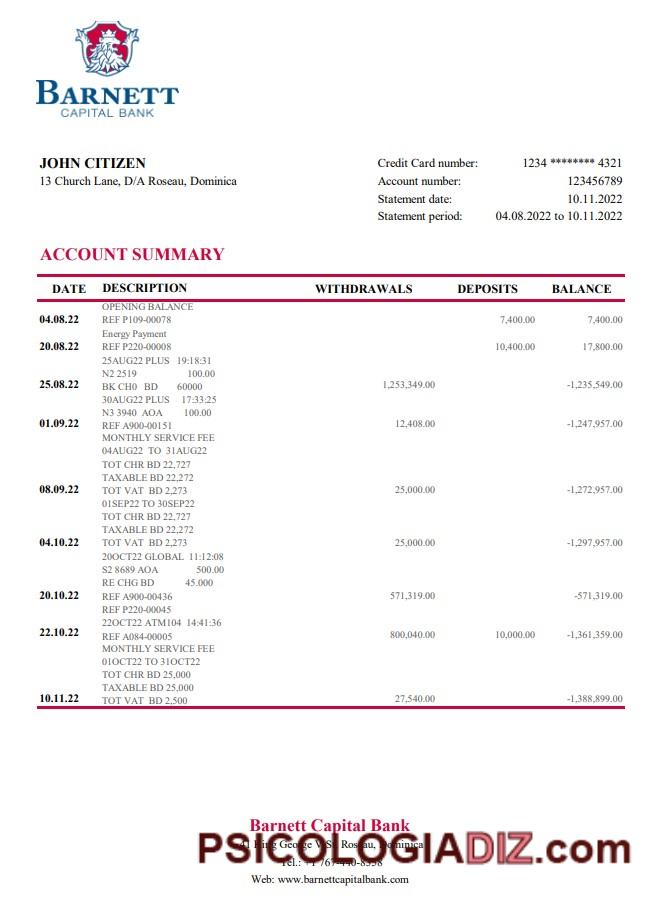 BARNETT
CAPITAL BANK
JOHN CITIZEN
13 Church Lane, D/A Roseau, Dominica
Credit Card number: 1234 ******** 4321
Account number: 123456789
Statement date: 10.11.2022
Statement period: 04.08.2022 to 10.11.2022
ACCOUNT SUMMARY
DATE DESCRIPTION WITHDRAWALS DEPOSITS BALANCE
OPENING BALANCE
04.08.22 REF P109-00078 7,400.00 7,400.00
Energy Payment
20.08.22 REF P220-00008 10,400.00 17,800.00
25AUG22 PLUS 19:18:31
N2 2519 100.00
25.08.22 BK CH0 BD 60000 1,253,349.00 -1,235,549.00
30AUG22 PLUS 17:33:25
N3 3940 AOA 100.00
01.09.22 REF A900-00151 12,408.00 -1,247,957.00
MONTHLY SERVICE FEE
04AUG22 TO 31AUG22
TOT CHR BD 22,727
TAXABLE BD 22,272
08.09.22 TOT VAT BD 2,273 25,000.00 -1,272,957.00
01SEP22 TO 30SEP22
TOT CHR BD 22,727
TAXABLE BD 22,272
04.10.22 TOT VAT BD 2,273 25,000.00 -1,297,957.00
20OCT22 GLOBAL 11:12:08
S2 8689 AOA 500.00
RE CHG BD 45.000
20.10.22 REF A900-00436 571,319.00 -571,319.00
REF P220-00045
22OCT22 ATM104 14:41:36
22.10.22 REF A084-00005 800,040.00 10,000.00 -1,361,359.00
MONTHLY SERVICE FEE
01OCT22 TO 31OCT22
TOT CHR BD 25,000
TAXABLE BD 25,000
10.11.22 TOT VAT BD 2,500 27,540.00 -1,388,899.00
Barnett Capital Bank
41 King George V St. Roseau, Dominica
PSICOLOGIADIZ.com
Tel.: +1 767-440-8558
Web: www.barnettcapitalbank.com